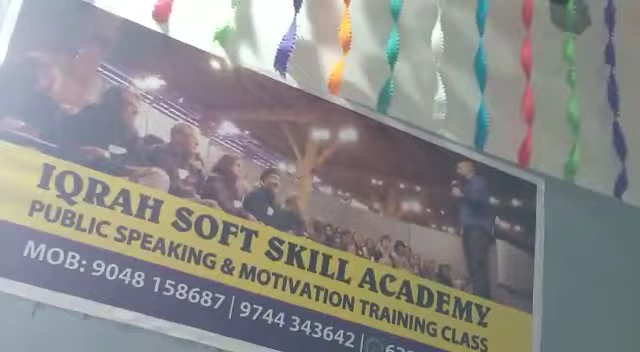 IQRAH SOFT SKILL ACADEMY
PUBLIC SPEAKING & MOTIVATION TRAINING CLASS
MOB: 9048 158687 | 9744 343642 |